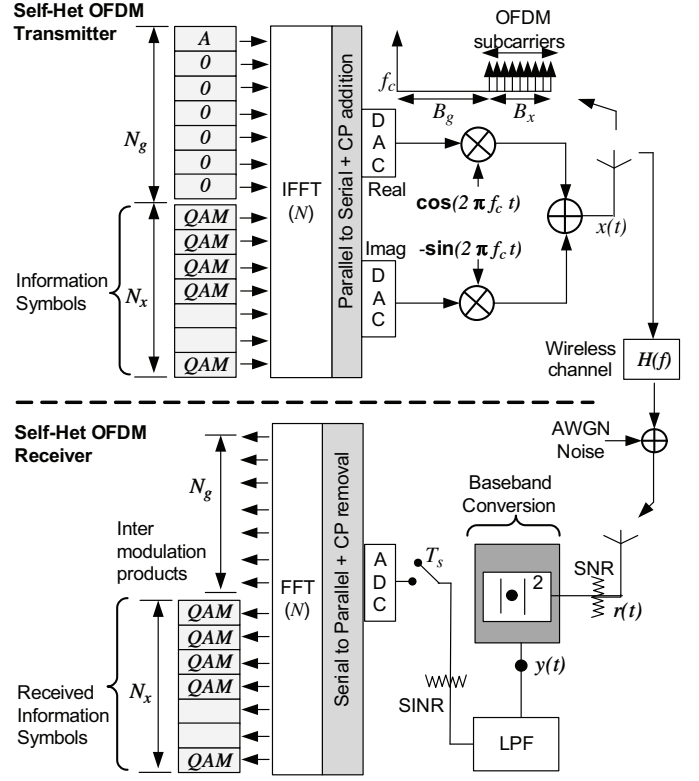 Self-Het OFDM
Transmitter
A
0
0
0
0
0
0
N_g
QAM
QAM
QAM
QAM
QAM
N_x
Information
Symbols
IFFT
(N)
Parallel to Serial + CP addition
D
A
C
Real
Imag
D
A
C
cos(2 π f_c t)
-sin(2 π f_c t)
OFDM
subcarriers
f_c
B_g
B_x
x(t)
Wireless
channel
H(f)
AWGN
Noise
Self-Het OFDM
Receiver
N_g
Inter
modulation
products
QAM
QAM
QAM
QAM
QAM
N_x
Received
Information
Symbols
FFT
(N)
Serial to Parallel + CP removal
A
D
C
T_s
SINR
Baseband
Conversion
|•|²
SNR
r(t)
y(t)
LPF